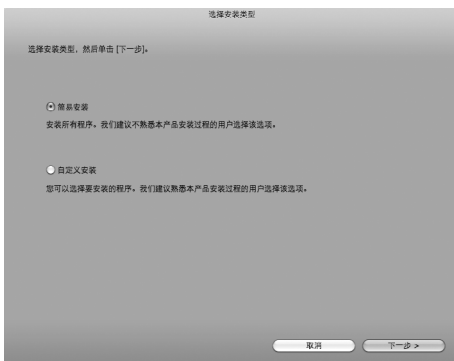 选择安装类型
选择安装类型，然后单击 [下一步]。
简易安装
安装所有程序。我们建议不熟悉本产品安装过程的用户选择该选项。
自定义安装
您可以选择要安装的程序。我们建议熟悉本产品安装过程的用户选择该选项。
取消
下一步 >